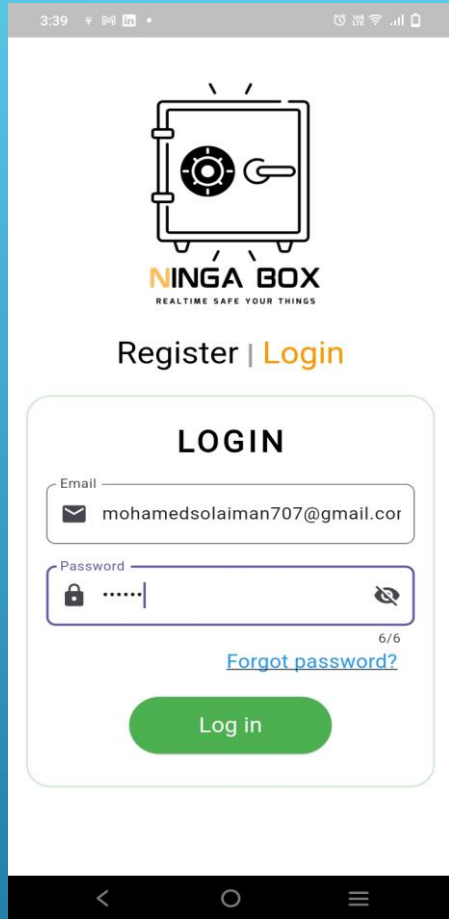 3:39
NINGA BOX
REALTIME SAFE YOUR THINGS
Register | Login
LOGIN
Email
mohamedsolaiman707@gmail.cor
Password
••••••
6/6
Forgot password?
Log in